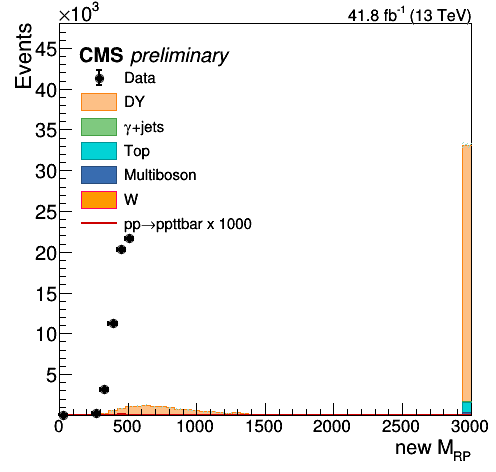 ×10³
41.8 fb⁻¹ (13 TeV)
Events
CMS preliminary
Data
DY
γ+jets
Top
Multiboson
W
pp→ppttbar x 1000
45
40
35
30
25
20
15
10
5
0 500 1000 1500 2000 2500 3000
new M_RP